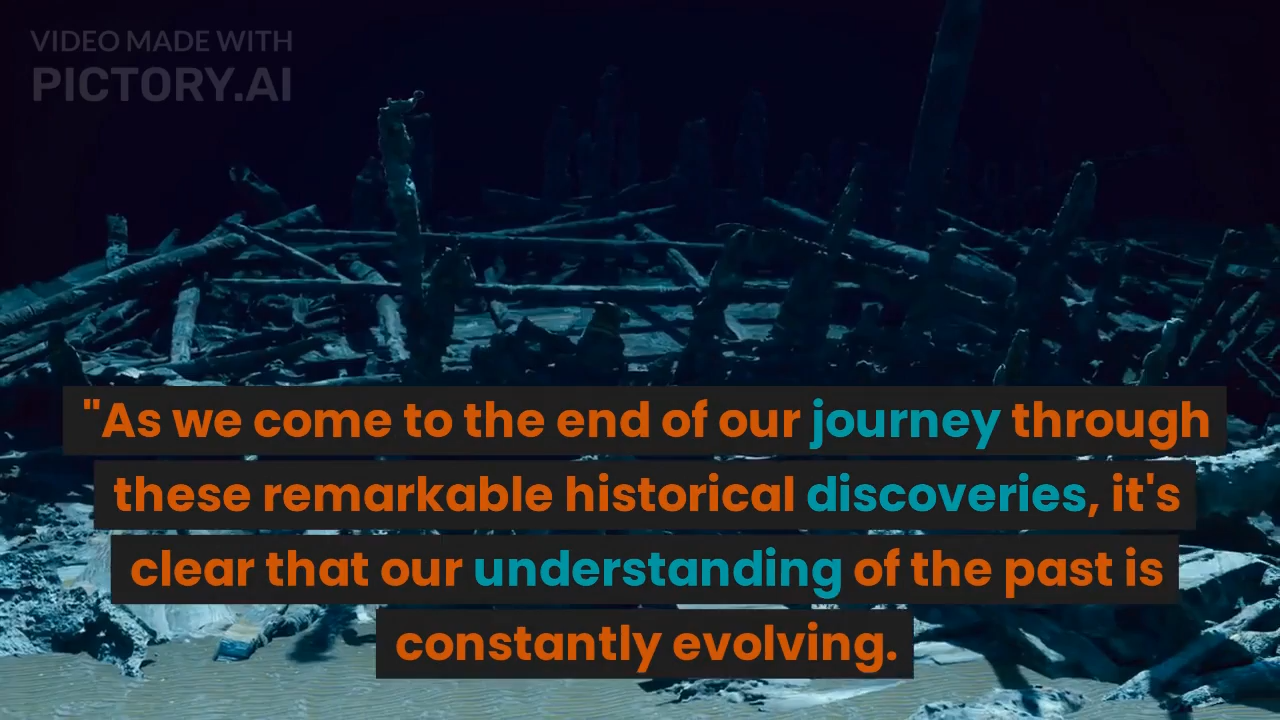 VIDEO MADE WITH
PICTORY.AI
"As we come to the end of our journey through
these remarkable historical discoveries, it's
clear that our understanding of the past is
constantly evolving.